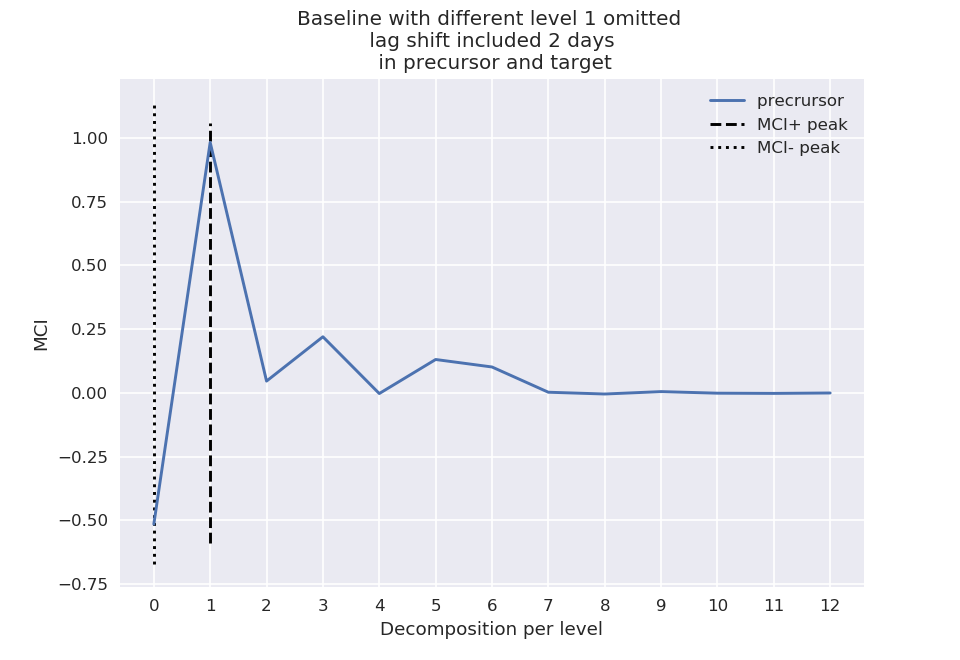 Baseline with different level 1 omitted
lag shift included 2 days
in precursor and target
precrursor
MCI+ peak
MCI- peak
1.00
0.75
0.50
0.25
0.00
−0.25
−0.50
−0.75
MCI
0 1 2 3 4 5 6 7 8 9 10 11 12
Decomposition per level